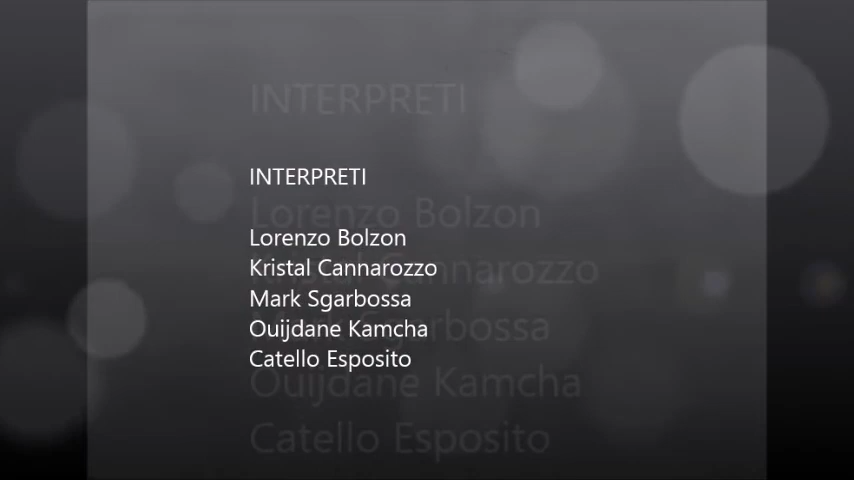 INTERPRETI
Lorenzo Bolzon
Kristal Cannarozzo
Mark Sgarbossa
Ouijdane Kamcha
Catello Esposito